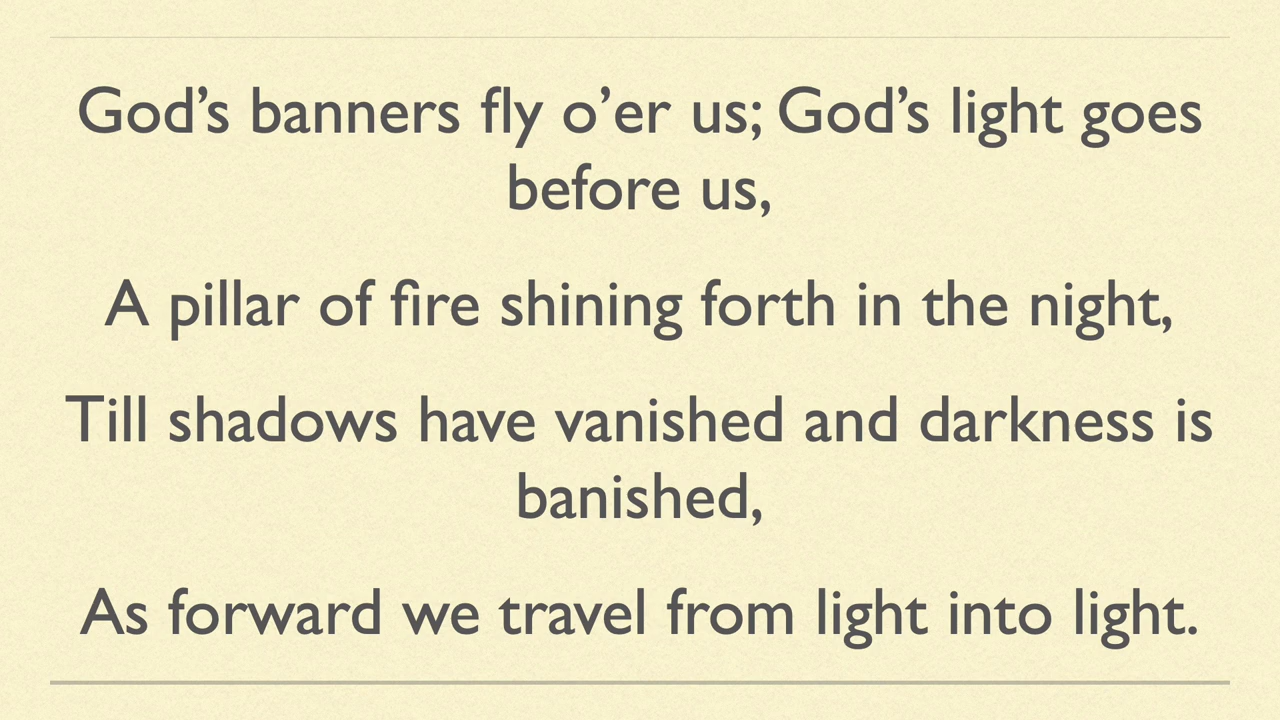 God’s banners fly o’er us; God’s light goes
before us,
A pillar of fire shining forth in the night,
Till shadows have vanished and darkness is
banished,
As forward we travel from light into light.